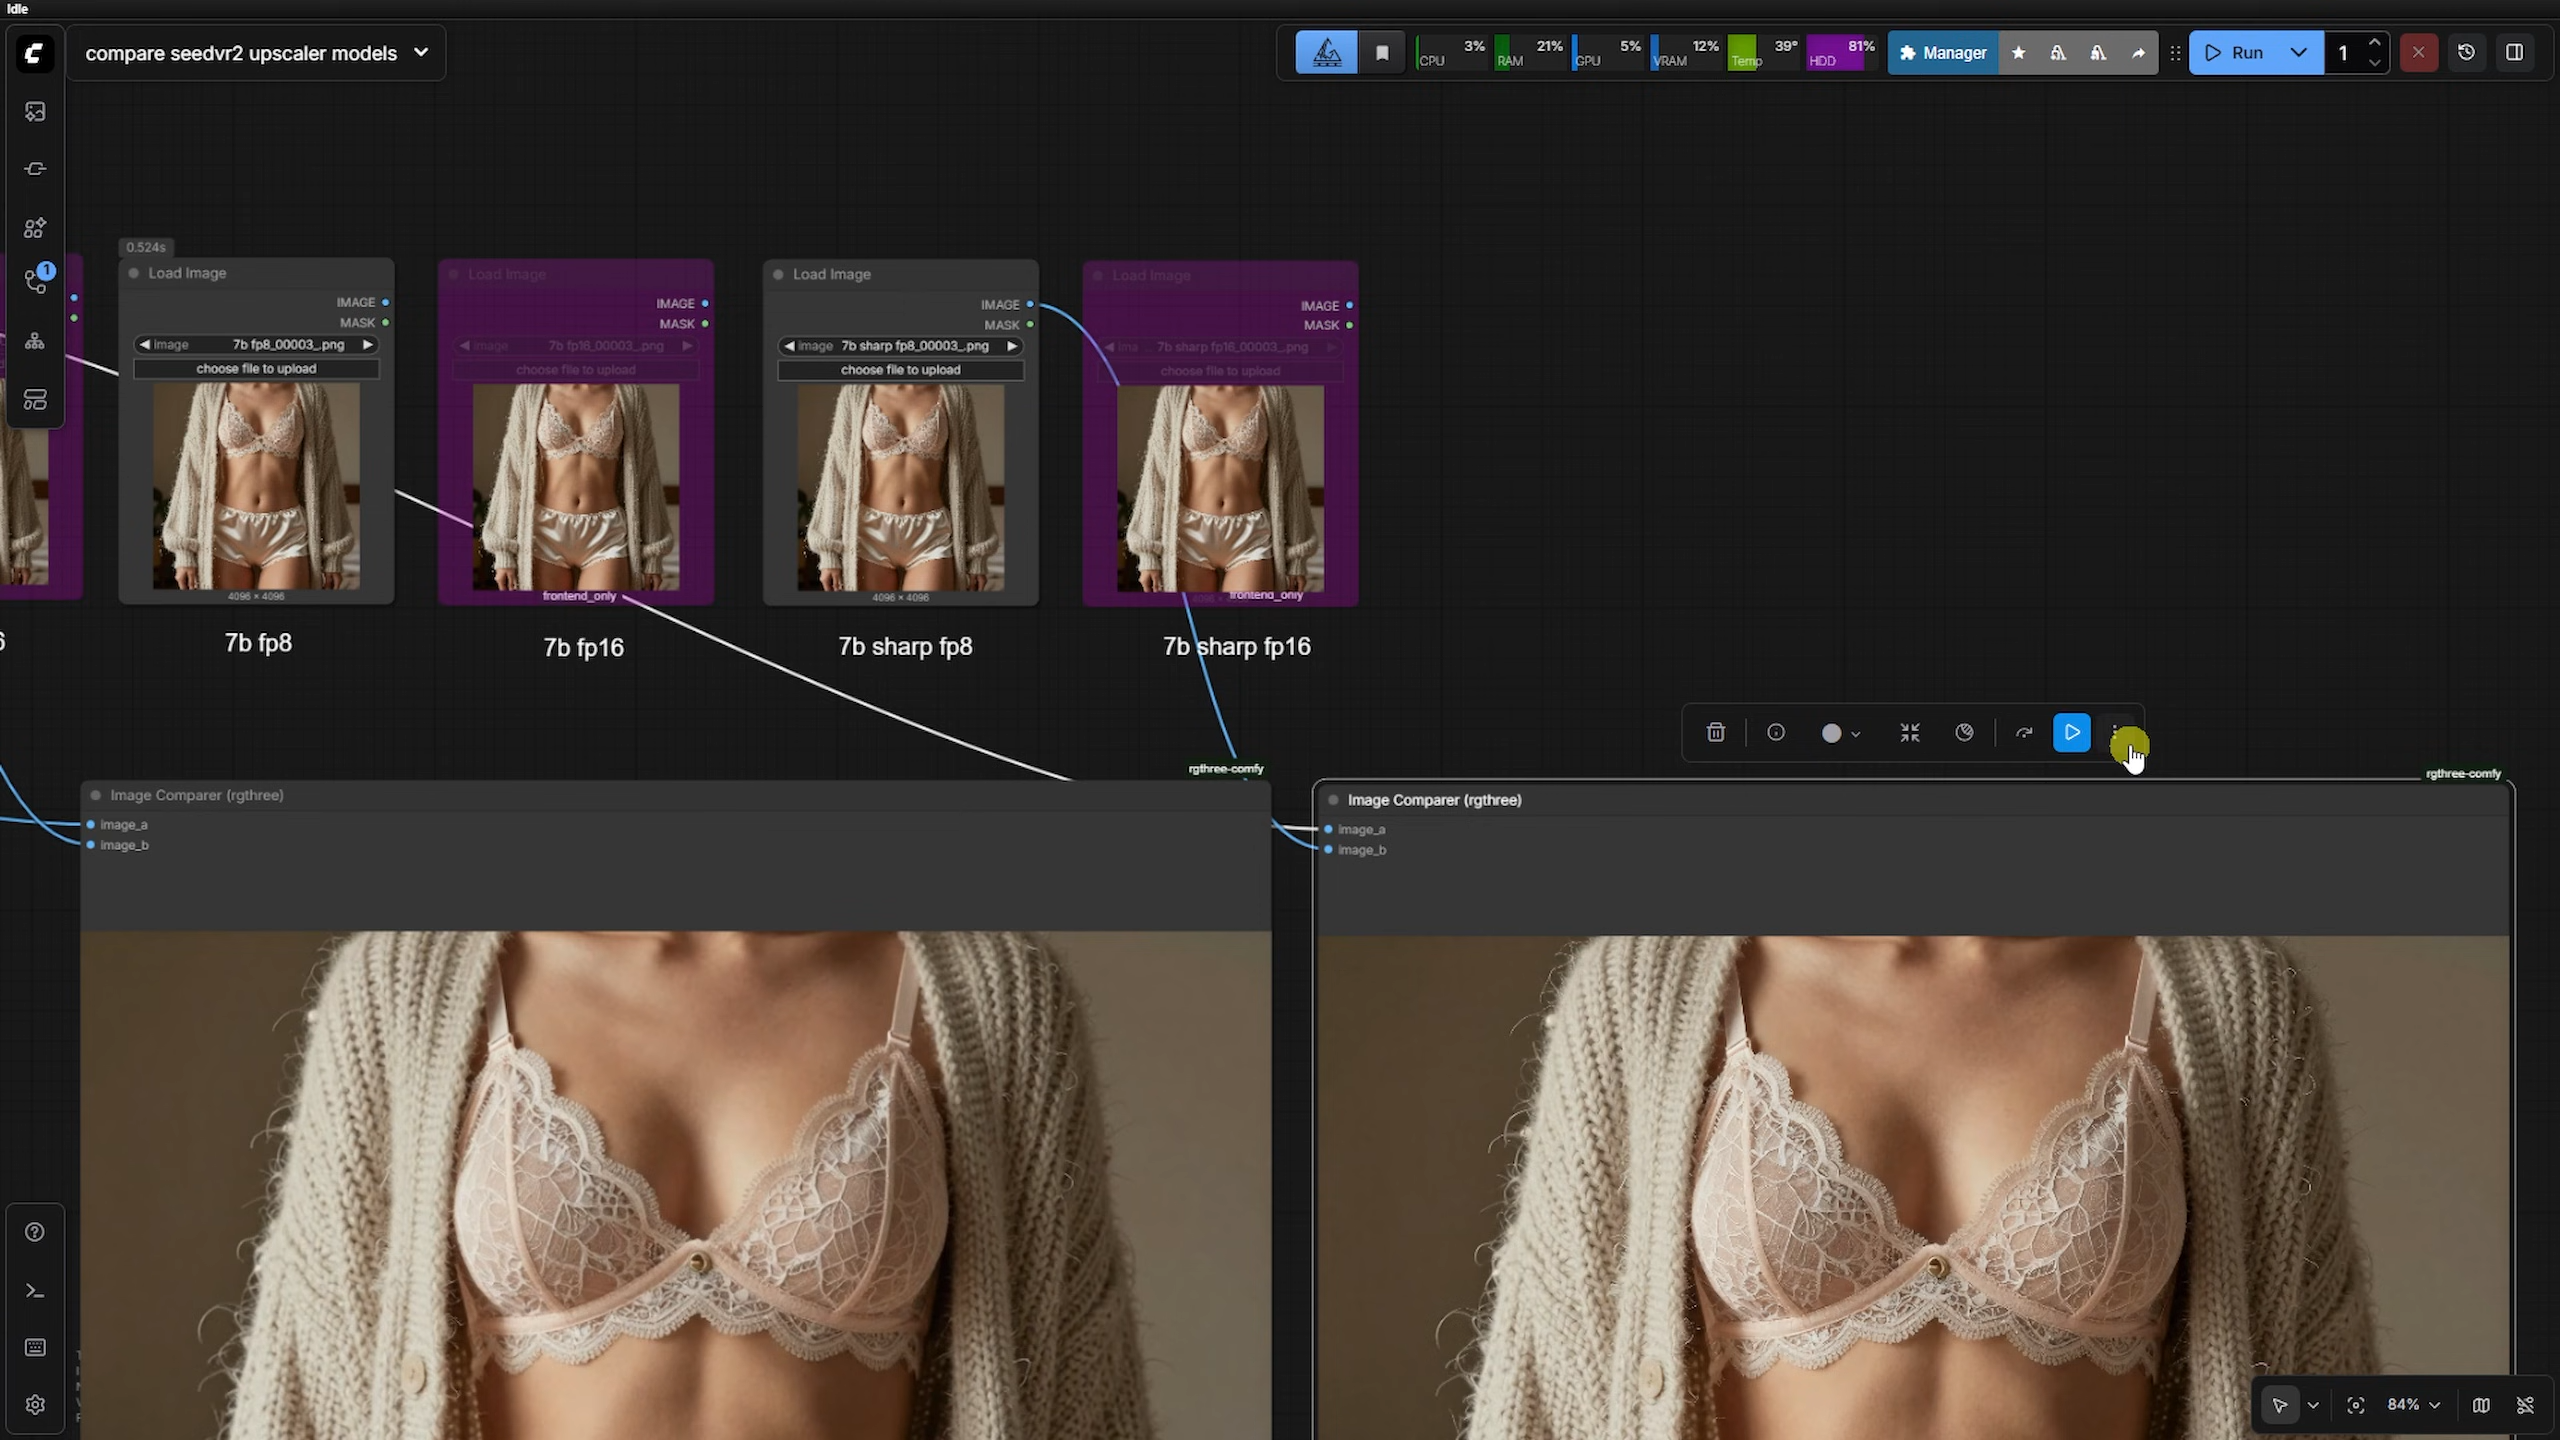 Idle
compare seedvr2 upscaler models
CPU 3%
RAM 21%
GPU 5%
VRAM 12%
Temp 39°
HDD 81%
Manager
Run
1
1
0.524s
Load Image
IMAGE
MASK
image 7b fp8_00003_.png
choose file to upload
4096 × 4096
7b fp8
Load Image
IMAGE
MASK
image 7b fp16_00003_.png
choose file to upload
frontend_only
7b fp16
Load Image
IMAGE
MASK
image 7b sharp fp8_00003_.png
choose file to upload
4096 × 4096
7b sharp fp8
Load Image
IMAGE
MASK
ima... 7b sharp fp16_00003_.png
choose file to upload
frontend_only
7b sharp fp16
6
rgthree-comfy
Image Comparer (rgthree)
image_a
image_b
rgthree-comfy
Image Comparer (rgthree)
image_a
image_b
84%